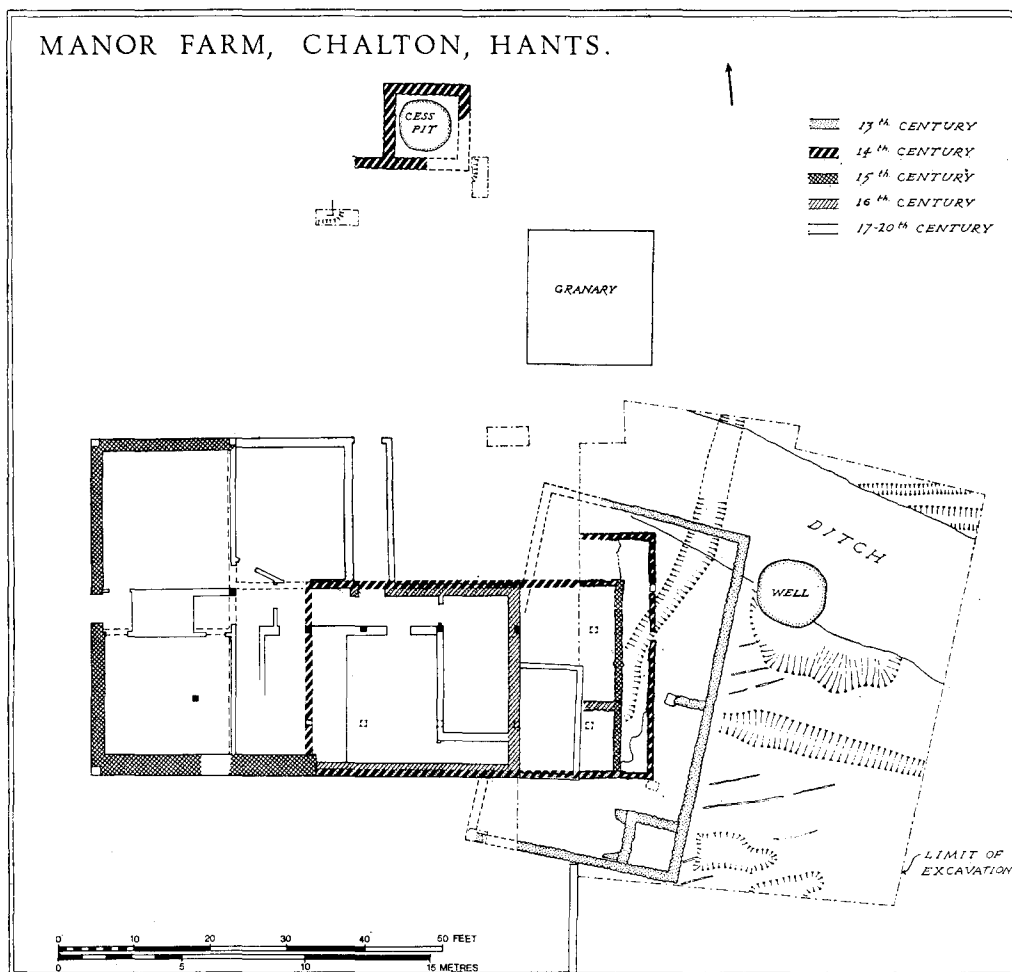 MANOR FARM, CHALTON, HANTS.
CESS
PIT
13th CENTURY
14th CENTURY
15th CENTURY
16th CENTURY
17-20th CENTURY
GRANARY
DITCH
WELL
LIMIT OF
EXCAVATION
0 10 20 30 40 50 FEET
0 5 10 15 METRES